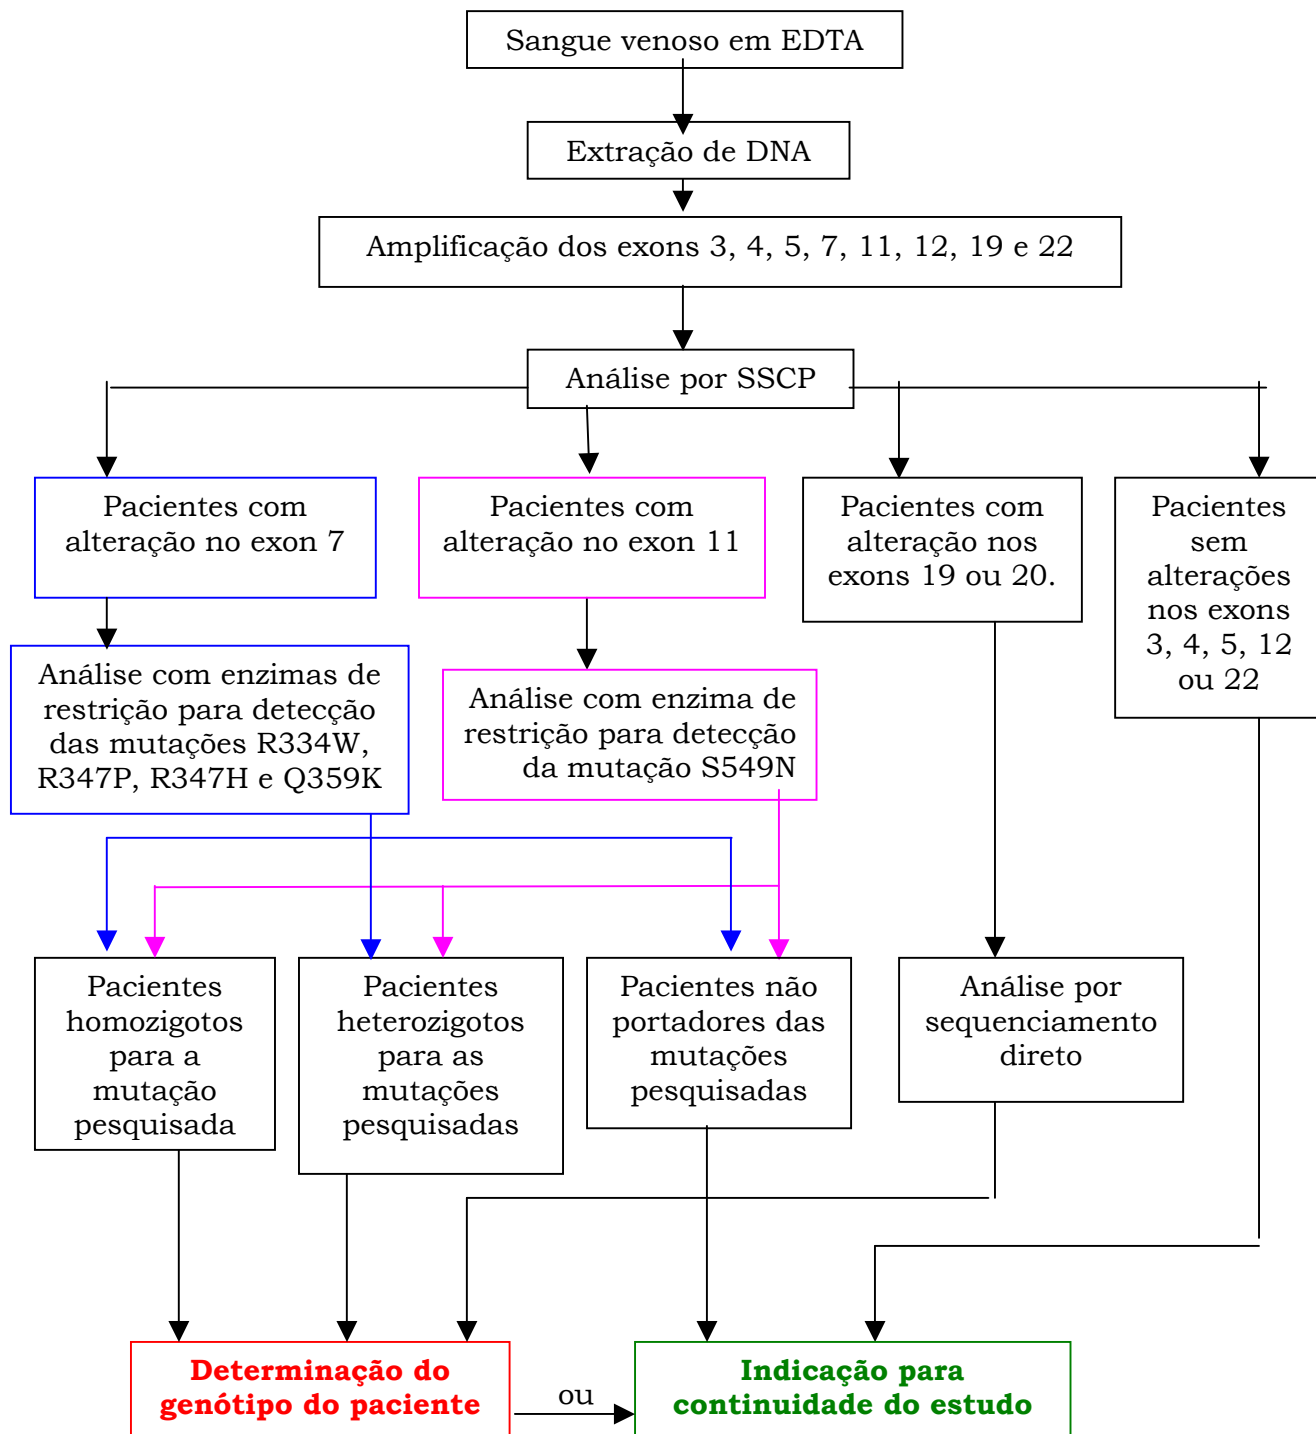 Sangue venoso em EDTA
Extração de DNA
Amplificação dos exons 3, 4, 5, 7, 11, 12, 19 e 22
Análise por SSCP
Pacientes com
alteração no exon 7
Pacientes com
alteração no exon 11
Pacientes com
alteração nos
exons 19 ou 20.
Pacientes
sem
alterações
nos exons
3, 4, 5, 12
ou 22
Análise com enzimas de
restrição para detecção
das mutações R334W,
R347P, R347H e Q359K
Análise com enzima de
restrição para detecção
da mutação S549N
Pacientes
homozigotos
para a
mutação
pesquisada
Pacientes
heterozigotos
para as
mutações
pesquisadas
Pacientes não
portadores das
mutações
pesquisadas
Análise por
sequenciamento
direto
Determinação do
genótipo do paciente
ou
Indicação para
continuidade do estudo